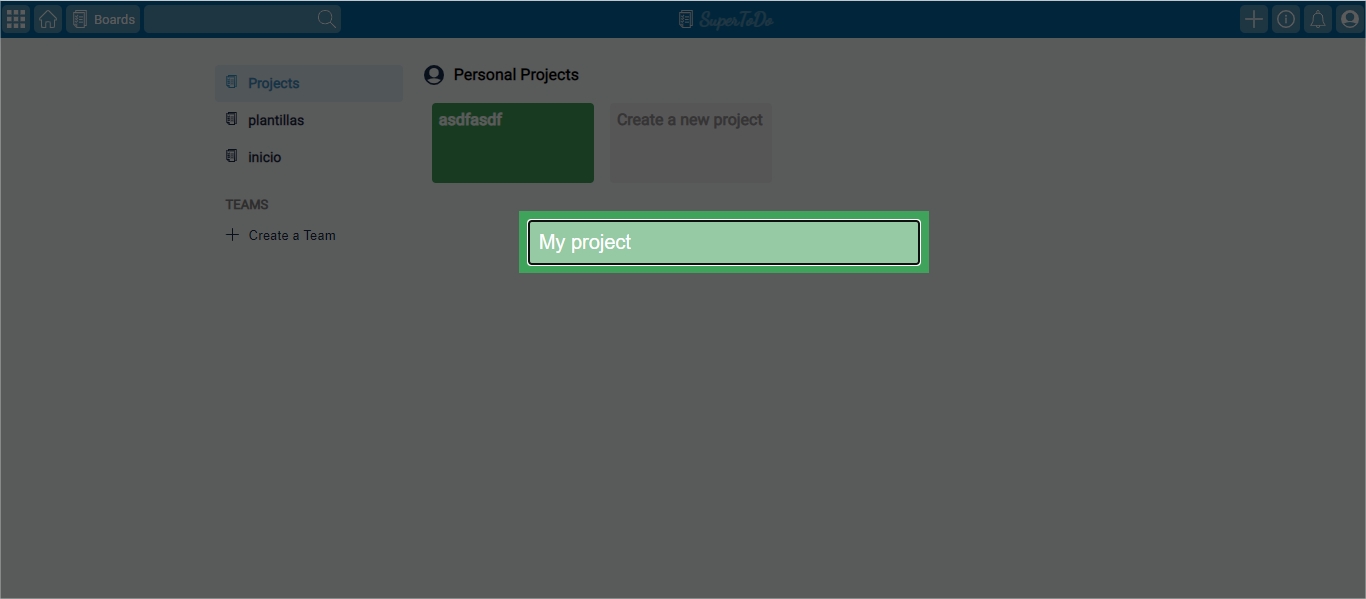 Boards
SuperToDo
Projects
plantillas
inicio
TEAMS
Create a Team
Personal Projects
asdfasdf
Create a new project
My project